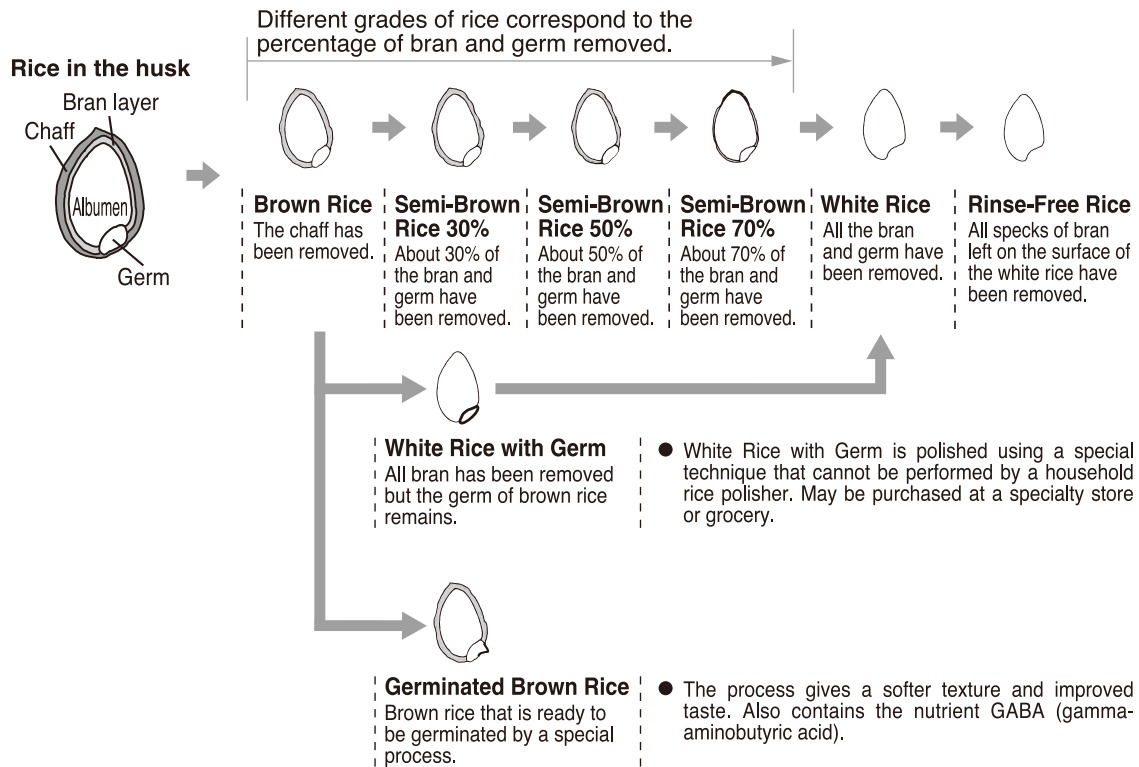 Different grades of rice correspond to the
percentage of bran and germ removed.
Rice in the husk
Bran layer
Chaff
Albumen
Germ
Brown Rice
The chaff has
been removed.
Semi-Brown
Rice 30%
About 30% of
the bran and
germ have
been removed.
Semi-Brown
Rice 50%
About 50% of
the bran and
germ have
been removed.
Semi-Brown
Rice 70%
About 70% of
the bran and
germ have
been removed.
White Rice
All the bran
and germ have
been removed.
Rinse-Free Rice
All specks of bran
left on the surface of
the white rice have
been removed.
White Rice with Germ
All bran has been removed
but the germ of brown rice
remains.
● White Rice with Germ is polished using a special
technique that cannot be performed by a household
rice polisher. May be purchased at a specialty store
or grocery.
Germinated Brown Rice
Brown rice that is ready to
be germinated by a special
process.
● The process gives a softer texture and improved
taste. Also contains the nutrient GABA (gamma-
aminobutyric acid).